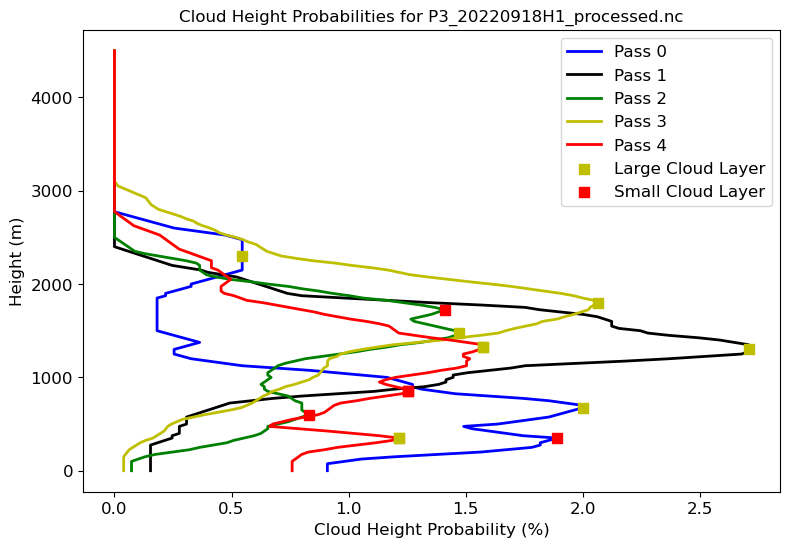 Cloud Height Probabilities for P3_20220918H1_processed.nc
Pass 0
Pass 1
Pass 2
Pass 3
Pass 4
Large Cloud Layer
Small Cloud Layer
4000
3000
2000
1000
0
Height (m)
0.0 0.5 1.0 1.5 2.0 2.5
Cloud Height Probability (%)